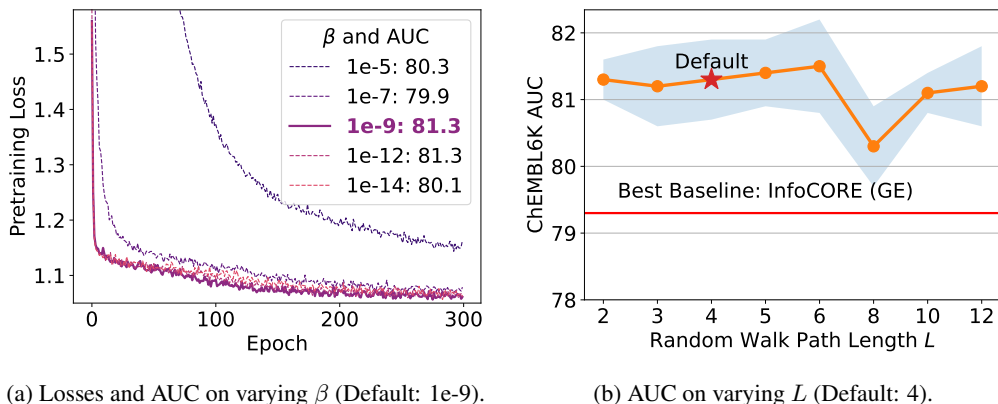 1.5
1.4
1.3
1.2
1.1
Pretraining Loss
β and AUC
1e-5: 80.3
1e-7: 79.9
1e-9: 81.3
1e-12: 81.3
1e-14: 80.1
0
100
200
300
Epoch
(a) Losses and AUC on varying β (Default: 1e-9).
82
81
80
79
78
ChEMBL6K AUC
Default
Best Baseline: InfoCORE (GE)
2 3 4 5 6 8 10 12
Random Walk Path Length L
(b) AUC on varying L (Default: 4).